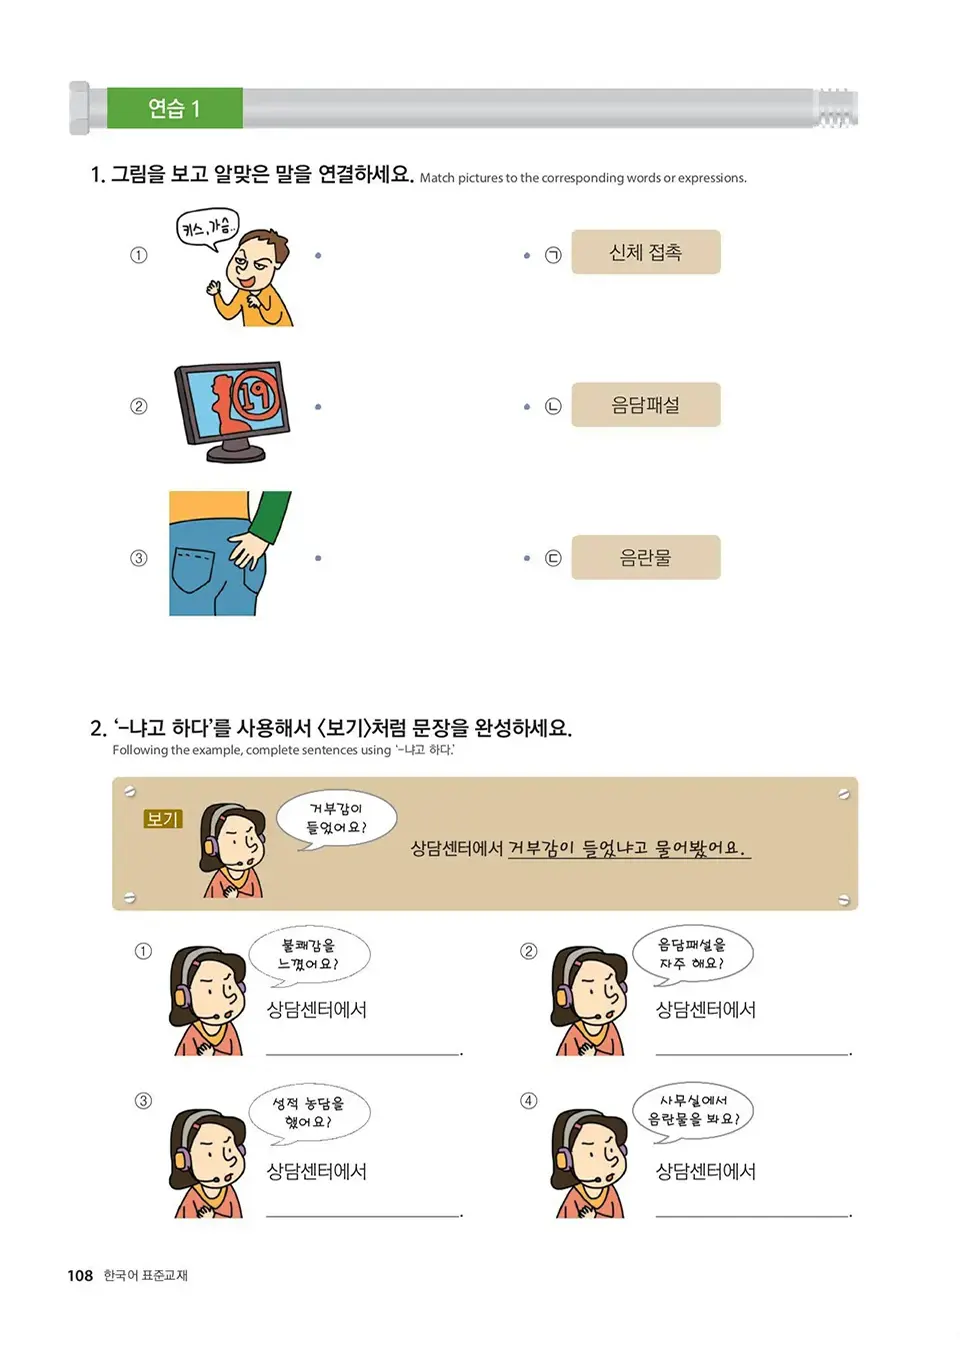 연습 1
1. 그림을 보고 알맞은 말을 연결하세요. Match pictures to the corresponding words or expressions.
① 키스, 가슴.. ㉠ 신체 접촉
② 19 ㉡ 음담패설
③ ㉢ 음란물
2. ‘-냐고 하다’를 사용해서 〈보기〉처럼 문장을 완성하세요.
Following the example, complete sentences using ‘-냐고 하다.’
보기
거부감이
들었어요?
상담센터에서 거부감이 들었냐고 물어봤어요.
①
불쾌감을
느꼈어요?
상담센터에서
.
②
음담패설을
자주 해요?
상담센터에서
.
③
성적 농담을
했어요?
상담센터에서
.
④
사무실에서
음란물을 봐요?
상담센터에서
.
108 한국어 표준교재